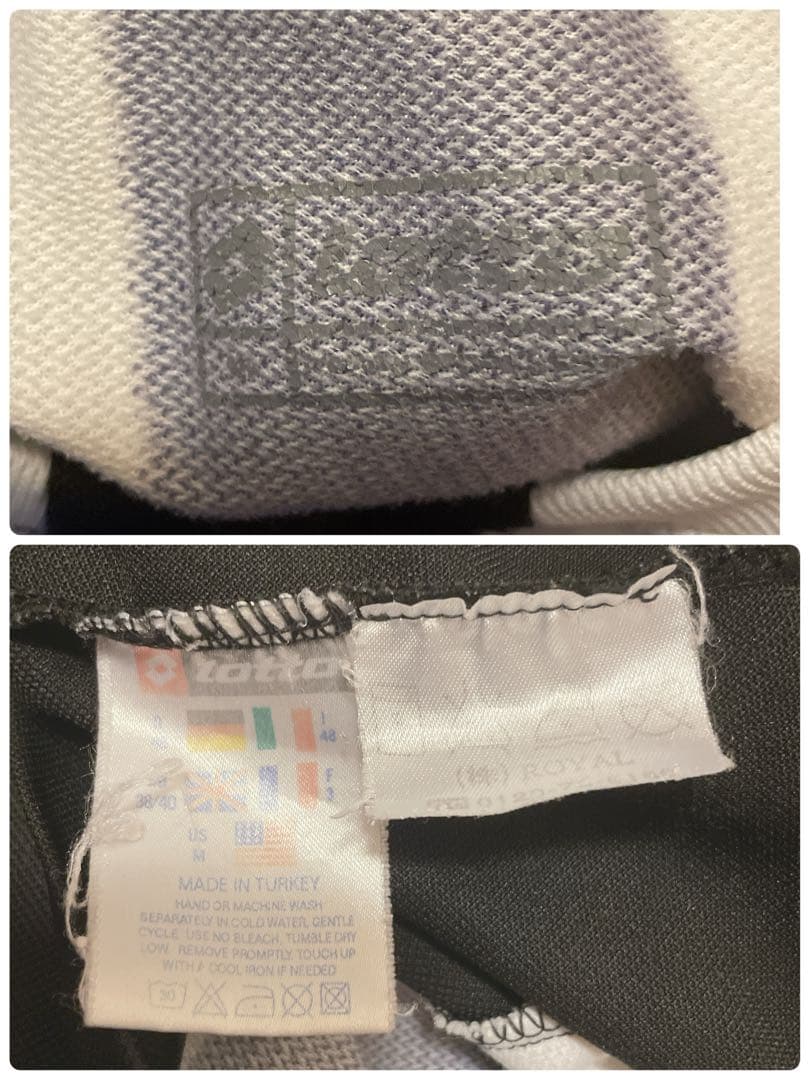 lotto
I
48
38/40
F
3
US
M
MADE IN TURKEY
HAND OR MACHINE WASH
SEPARATELY IN COLD WATER, GENTLE
CYCLE. USE NO BLEACH, TUMBLE DRY
LOW. REMOVE PROMPTLY. TOUCH UP
WITH A COOL IRON IF NEEDED
30
(株) ROYAL